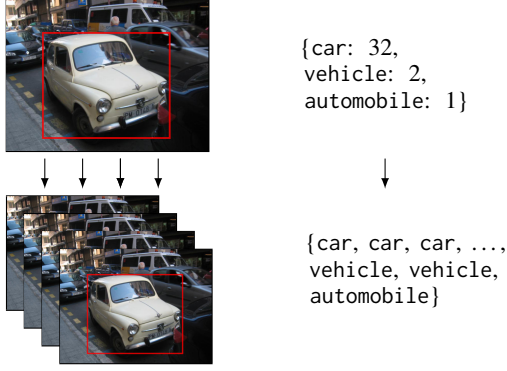 {car: 32,
vehicle: 2,
automobile: 1}
{car, car, car, ...,
vehicle, vehicle,
automobile}